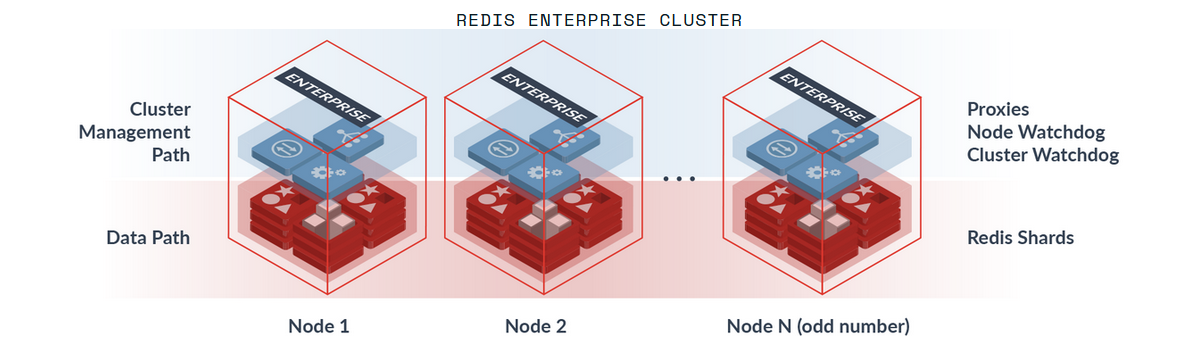 REDIS ENTERPRISE CLUSTER
ENTERPRISE
ENTERPRISE
ENTERPRISE
Cluster
Management
Path
Proxies
Node Watchdog
Cluster Watchdog
...
Data Path
Redis Shards
Node 1
Node 2
Node N (odd number)